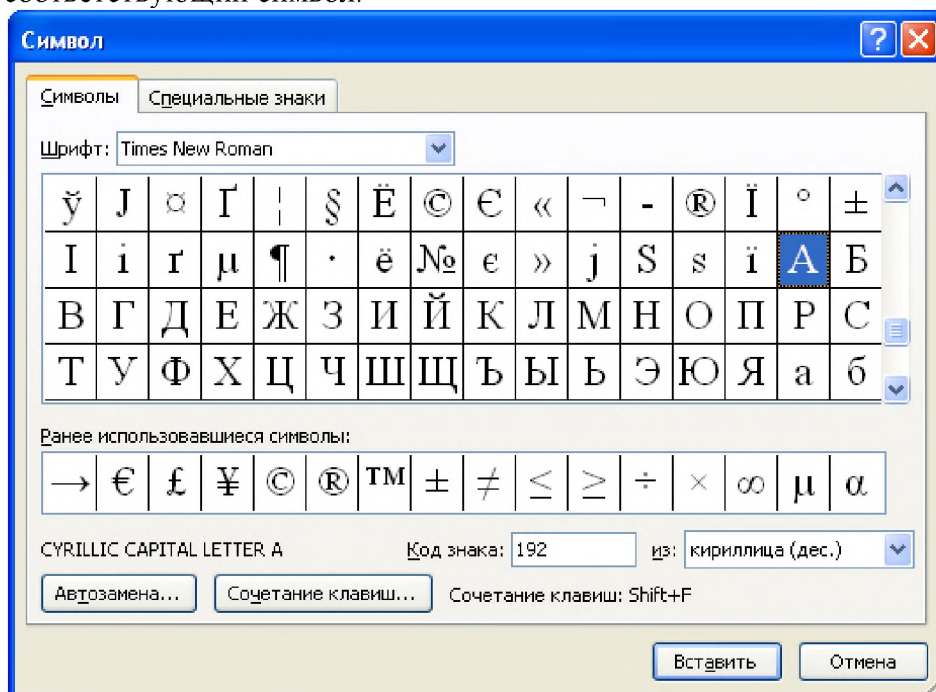 соответствующий символ.
Символ
Символы Специальные знаки
Шрифт: Times New Roman
ў Ј ¤ Ґ ¦ § Ё © Є « ¬ - ® Ї ° ±
І і ґ µ ¶ · ё № є » ј Ѕ ѕ ї А Б
В Г Д Е Ж З И Й К Л М Н О П Р С
Т У Ф Х Ц Ч Ш Щ Ъ Ы Ь Э Ю Я а б
Ранее использовавшиеся символы:
→ € £ ¥ © ® ™ ± ≠ ≤ ≥ ÷ × ∞ µ α
CYRILLIC CAPITAL LETTER A Код знака: 192 из: кириллица (дес.)
Автозамена... Сочетание клавиш... Сочетание клавиш: Shift+F
Вставить Отмена